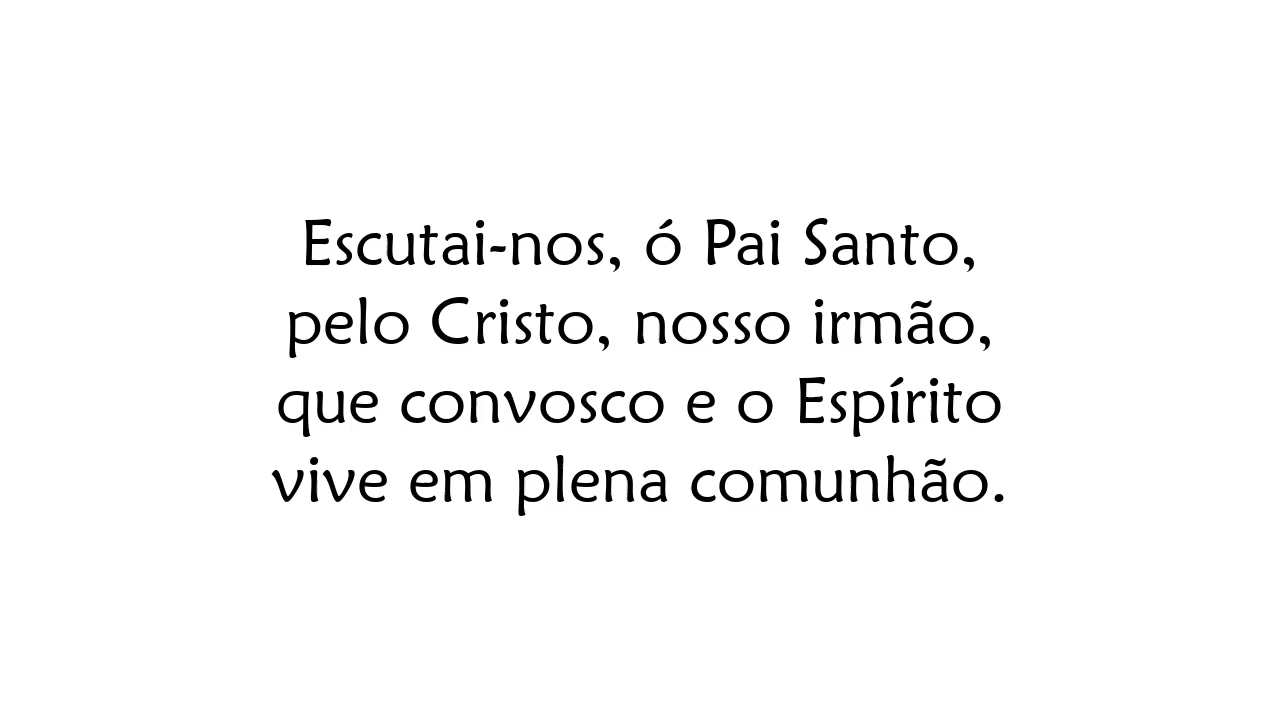 Escutai-nos, ó Pai Santo,
pelo Cristo, nosso irmão,
que convosco e o Espírito
vive em plena comunhão.